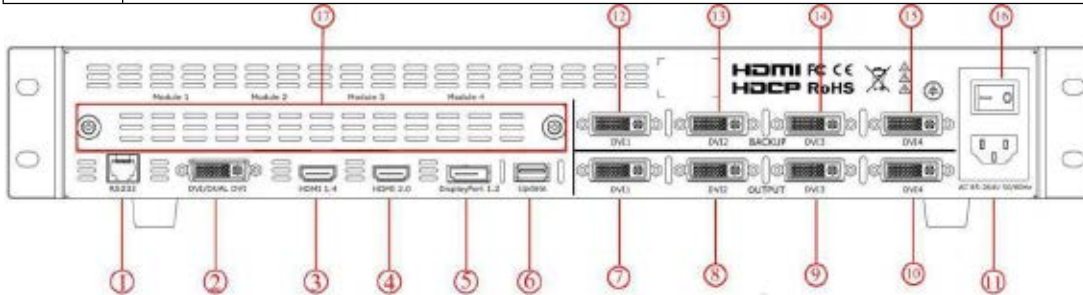 17 12 13 14 15 16
HDMI FC CE
HDCP RoHS
Module 1 Module 2 Module 3 Module 4
DVI1 DVI2 BACKUP DVI3 DVI4
RS232 DVI/DUAL DVI HDMI 1.4 HDMI 2.0 DisplayPort 1.2 Update
DVI1 DVI2 OUTPUT DVI3 DVI4
AC 85-264V 50/60Hz
1 2 3 4 5 6 7 8 9 10 11